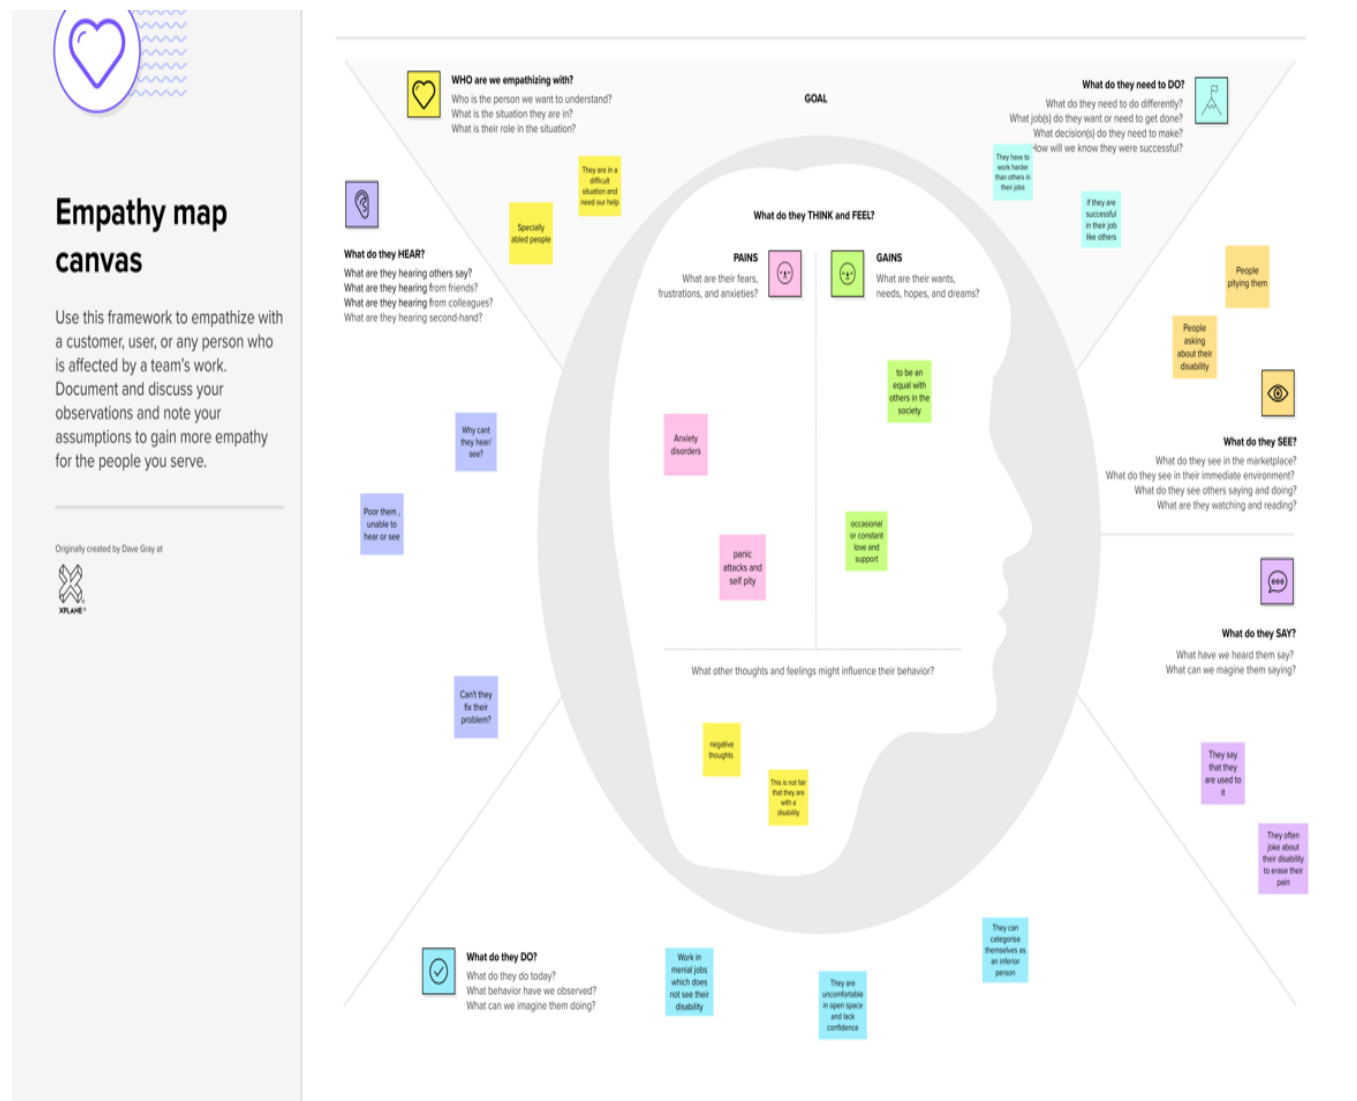 Empathy map
canvas
Use this framework to empathize with
a customer, user, or any person who
is affected by a team's work.
Document and discuss your
observations and note your
assumptions to gain more empathy
for the people you serve.
Originally created by Dave Gray at
XPLANE
WHO are we empathizing with?
Who is the person we want to understand?
What is the situation they are in?
What is their role in the situation?
They are in a
difficult
situation and
need our help
Specially
abled people
GOAL
What do they need to DO?
What do they need to do differently?
What job(s) do they want or need to get done?
What decision(s) do they need to make?
How will we know they were successful?
They have to
work harder
than others in
their jobs
if they are
successful
in their job
like others
What do they HEAR?
What are they hearing others say?
What are they hearing from friends?
What are they hearing from colleagues?
What are they hearing second-hand?
Why cant
they hear/
see?
Poor them ,
unable to
hear or see
Can't they
fix their
problem?
What do they THINK and FEEL?
PAINS
What are their fears,
frustrations, and anxieties?
Anxiety
disorders
panic
attacks and
self pity
GAINS
What are their wants,
needs, hopes, and dreams?
to be an
equal with
others in the
society
occasional
or constant
love and
support
What other thoughts and feelings might influence their behavior?
negative
thoughts
This is not fair
that they are
with a
disability
People
pitying them
People
asking
about their
disability
What do they SEE?
What do they see in the marketplace?
What do they see in their immediate environment?
What do they see others saying and doing?
What are they watching and reading?
What do they SAY?
What have we heard them say?
What can we magine them saying?
They say
that they
are used to
it
They often
joke about
their disability
to erase their
pain
What do they DO?
What do they do today?
What behavior have we observed?
What can we imagine them doing?
Work in
menial jobs
which does
not see their
disability
They are
uncomfortable
in open space
and lack
confidence
They can
categorise
themselves as
an inferior
person